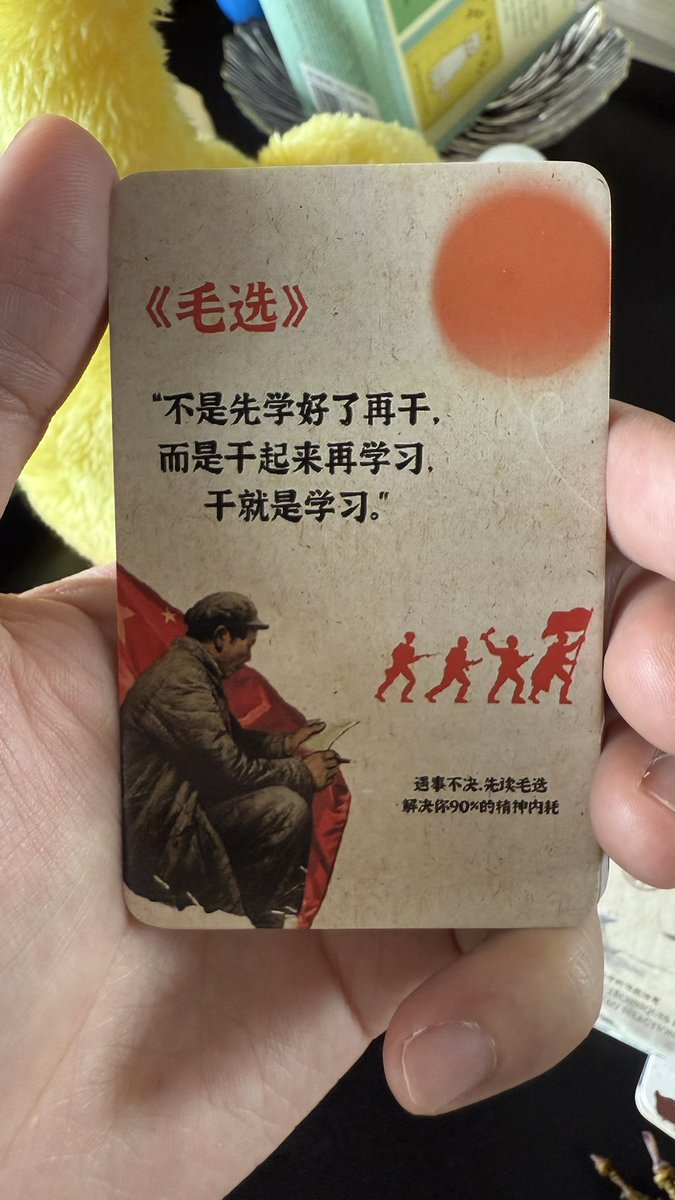 《毛选》
“不是先学好了再干,
而是干起来再学习,
干就是学习。”
遇事不决.先读毛选
解决你90%的精神内耗